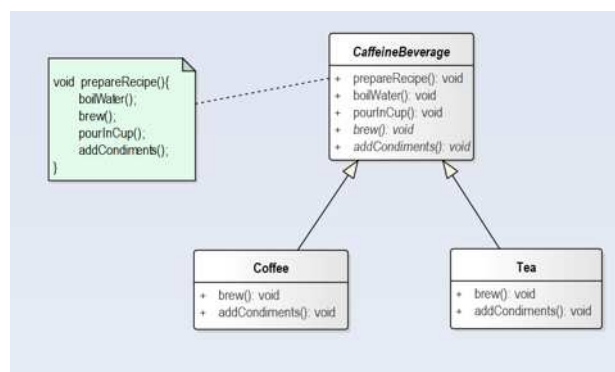 void prepareRecipe(){
boilWater();
brew();
pourInCup();
addCondiments();
}
CaffeineBeverage
+ prepareRecipe(): void
+ boilWater(): void
+ pourInCup(): void
+ brew(): void
+ addCondiments(): void
Coffee
+ brew(): void
+ addCondiments(): void
Tea
+ brew(): void
+ addCondiments(): void